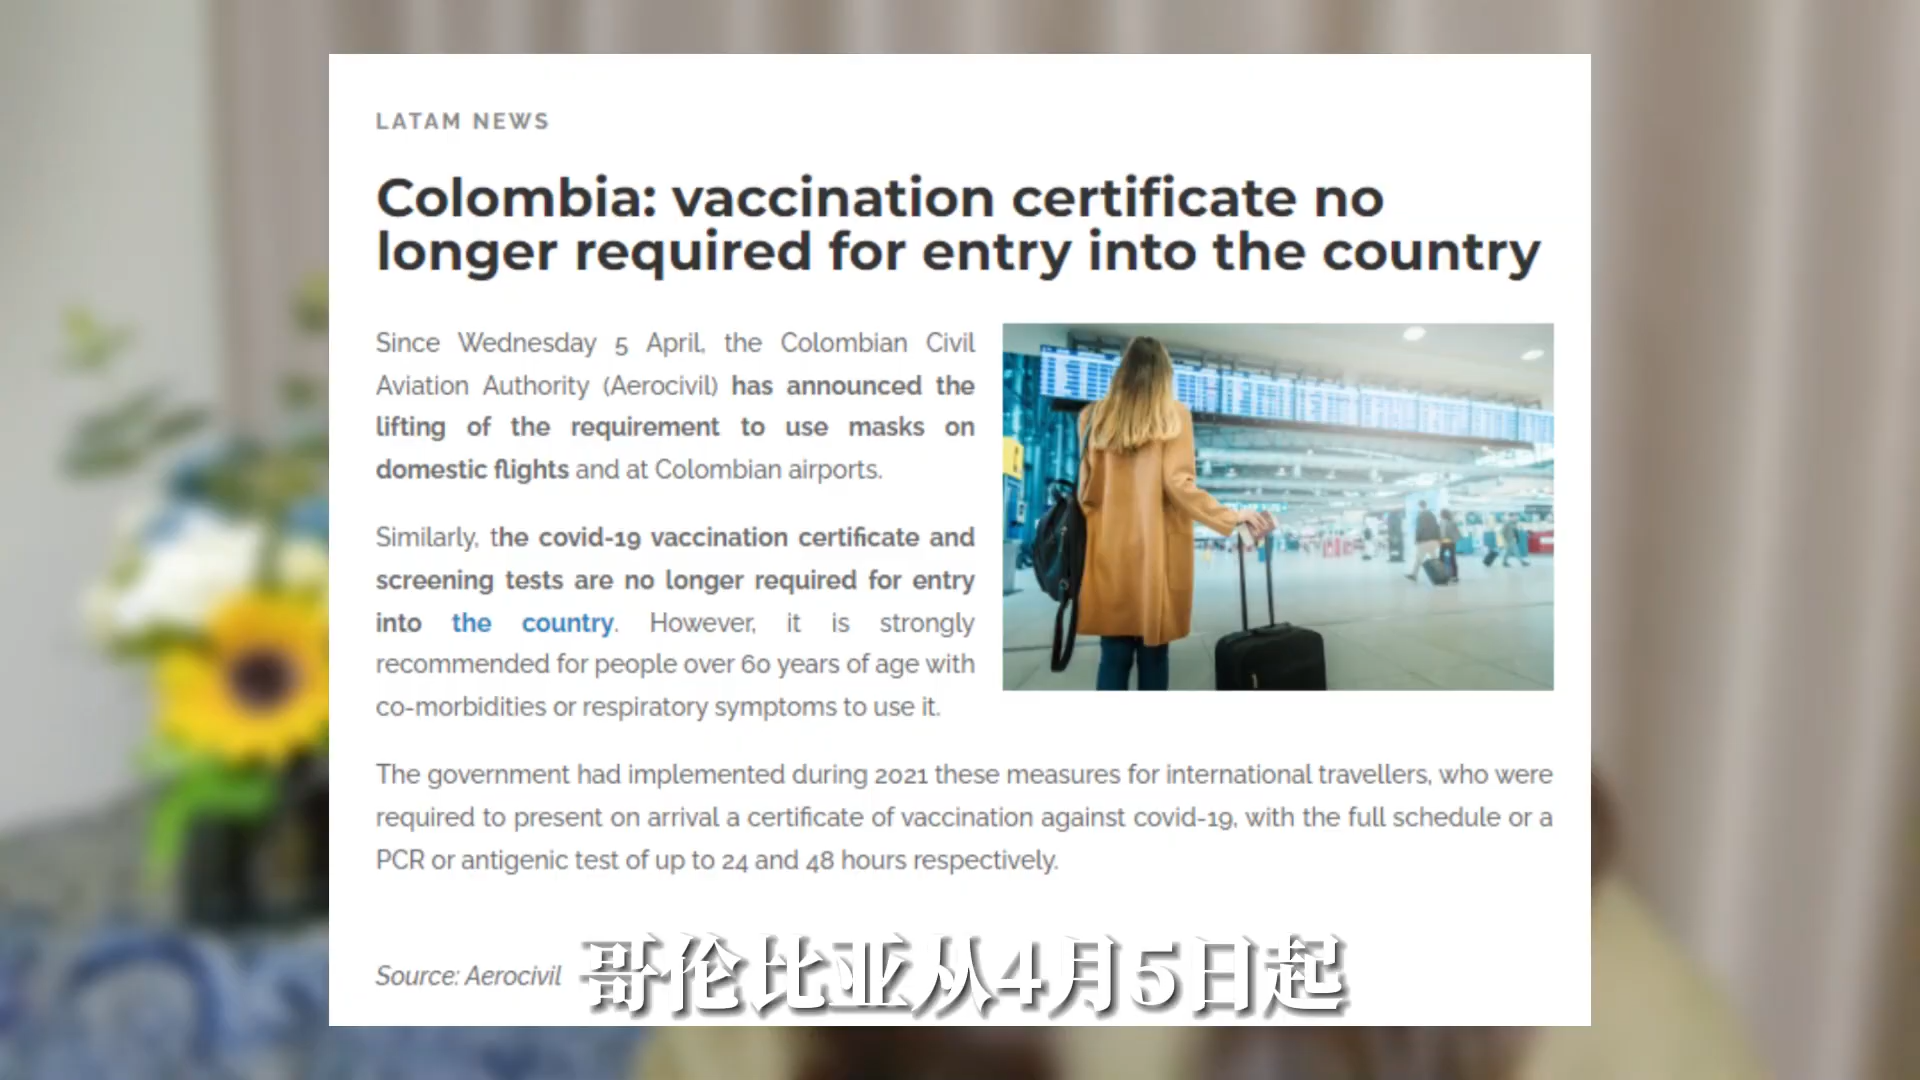 LATAM NEWS
Colombia: vaccination certificate no
longer required for entry into the country
Since Wednesday 5 April, the Colombian Civil
Aviation Authority (Aerocivil) has announced the
lifting of the requirement to use masks on
domestic flights and at Colombian airports.
Similarly, the covid-19 vaccination certificate and
screening tests are no longer required for entry
into the country. However, it is strongly
recommended for people over 60 years of age with
co-morbidities or respiratory symptoms to use it.
The government had implemented during 2021 these measures for international travellers, who were
required to present on arrival a certificate of vaccination against covid-19, with the full schedule or a
PCR or antigenic test of up to 24 and 48 hours respectively.
Source: Aerocivil
哥伦比亚从4月5日起